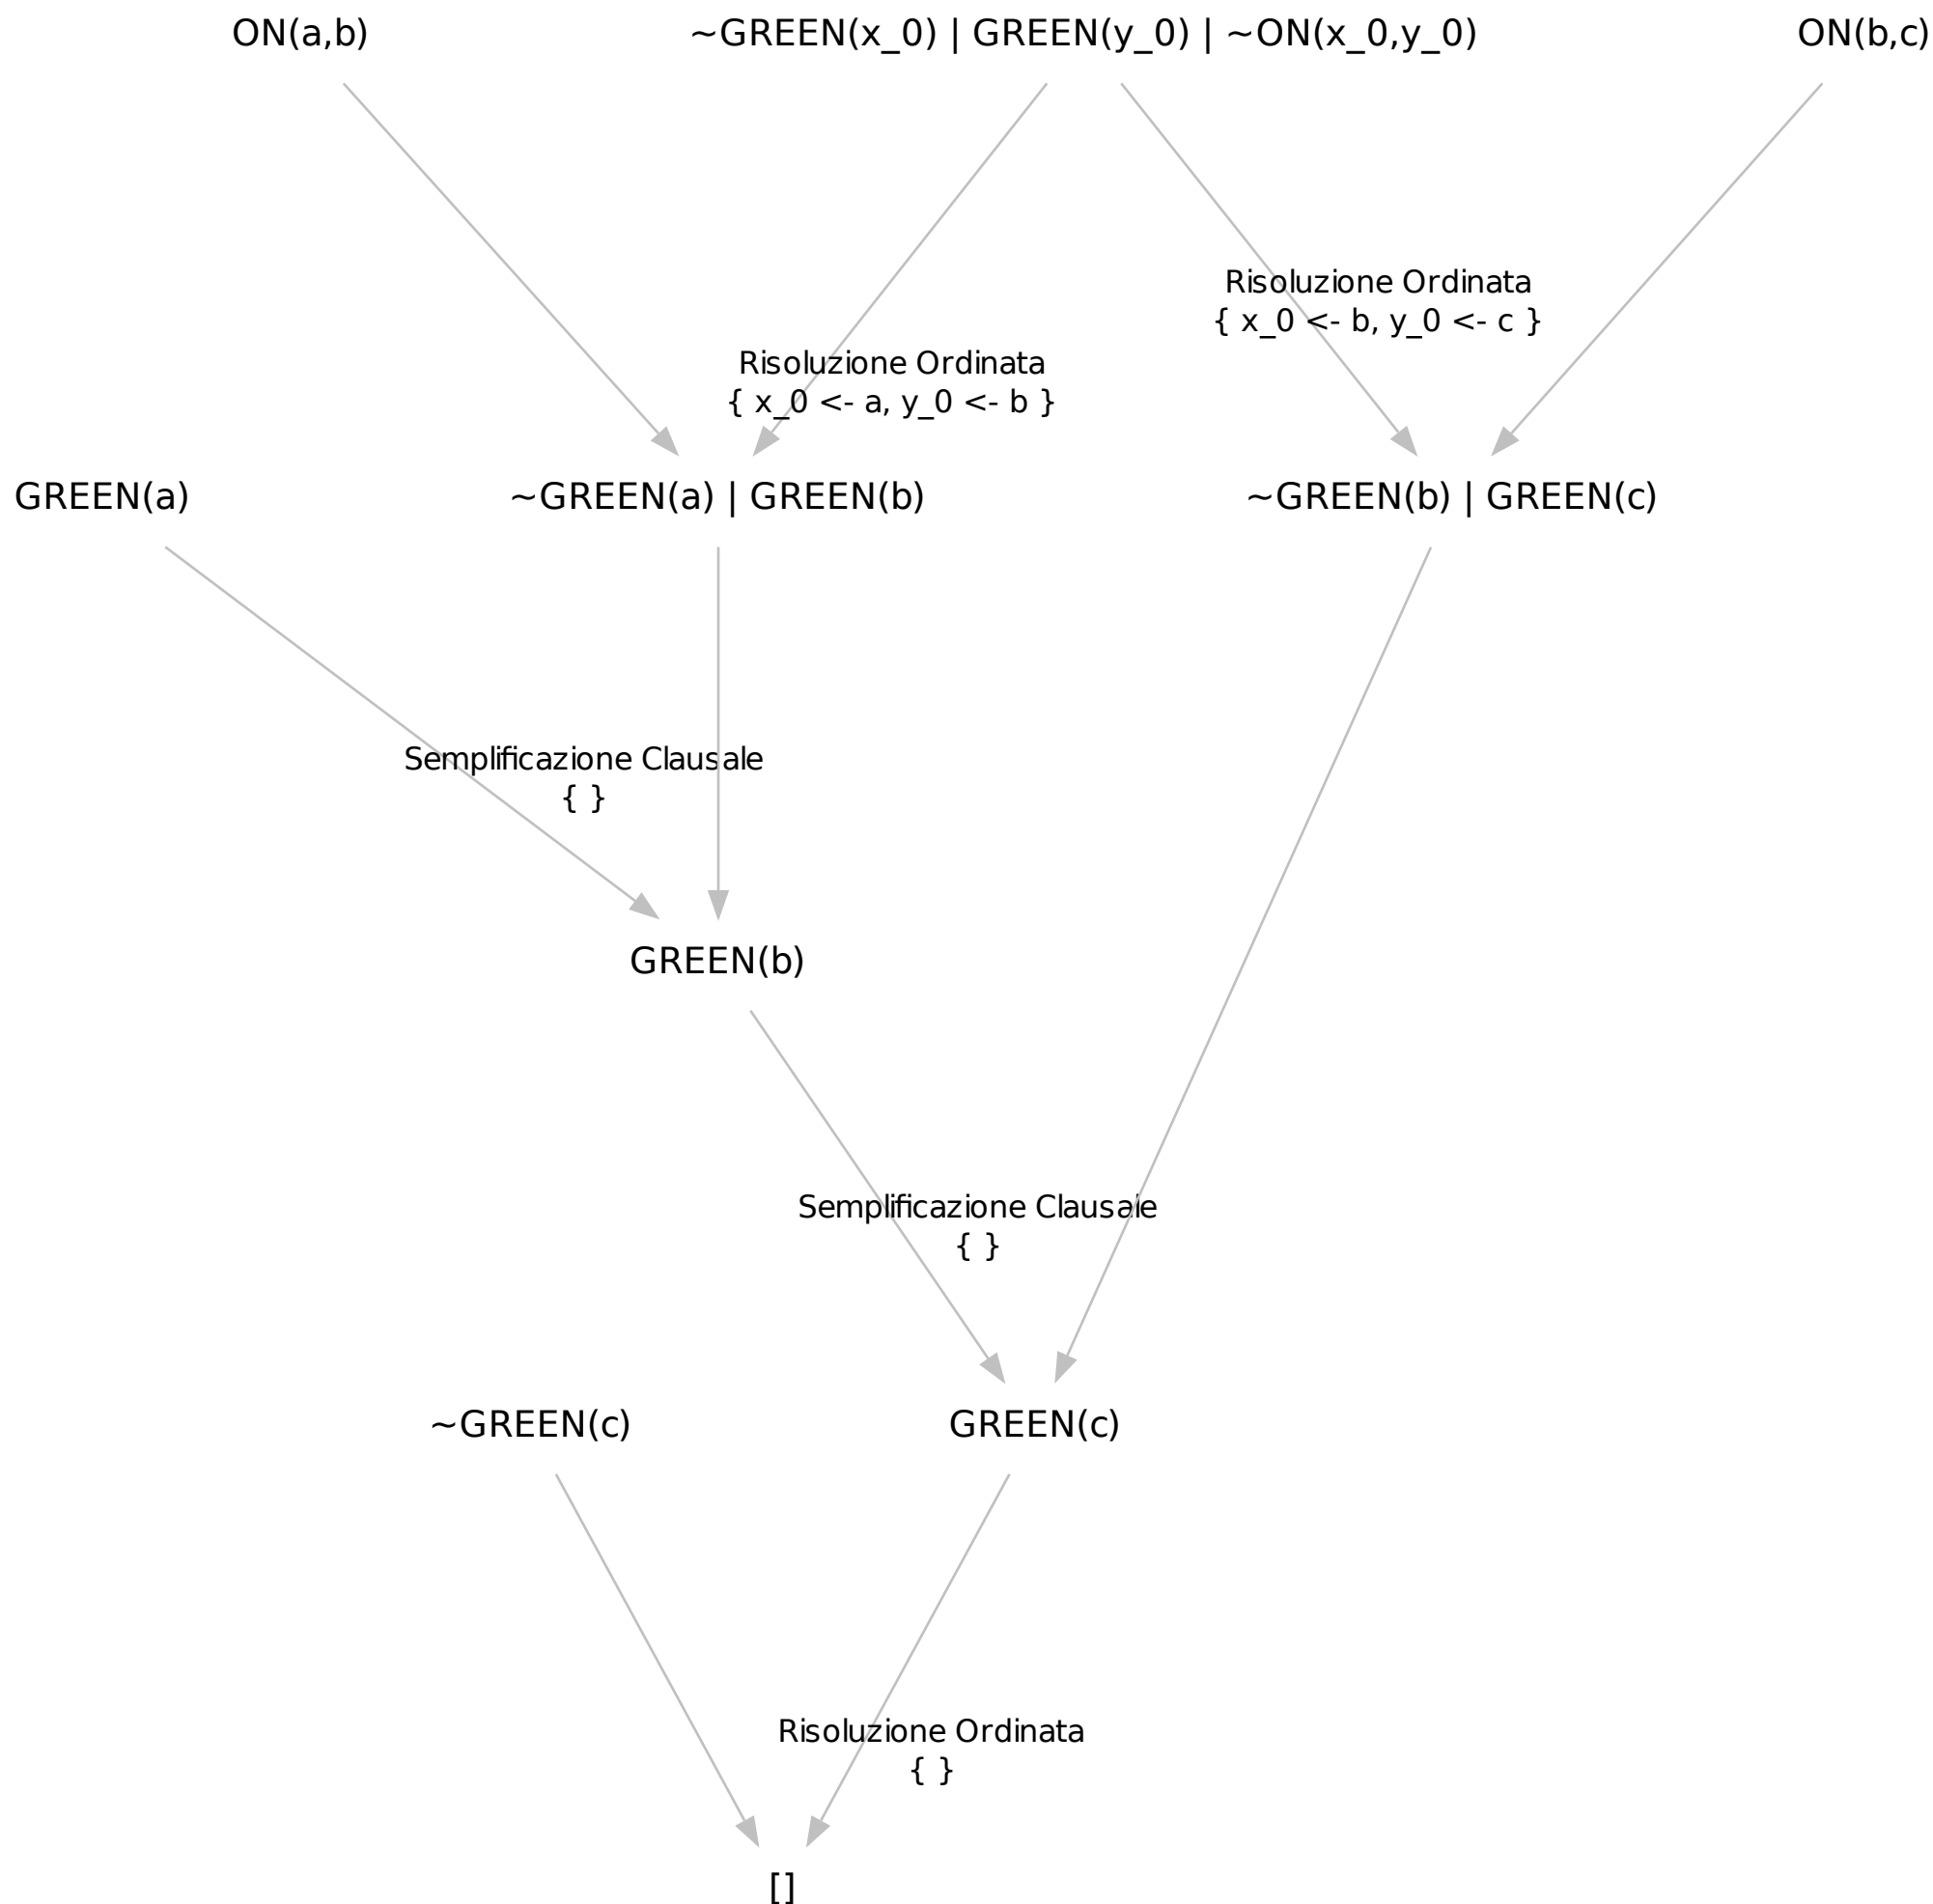 ON(a,b)
~GREEN(x_0) | GREEN(y_0) | ~ON(x_0,y_0)
ON(b,c)
Risoluzione Ordinata
{ x_0 <- b, y_0 <- c }
Risoluzione Ordinata
{ x_0 <- a, y_0 <- b }
GREEN(a)
~GREEN(a) | GREEN(b)
~GREEN(b) | GREEN(c)
Semplificazione Clausale
{ }
GREEN(b)
Semplificazione Clausale
{ }
~GREEN(c)
GREEN(c)
Risoluzione Ordinata
{ }
[]